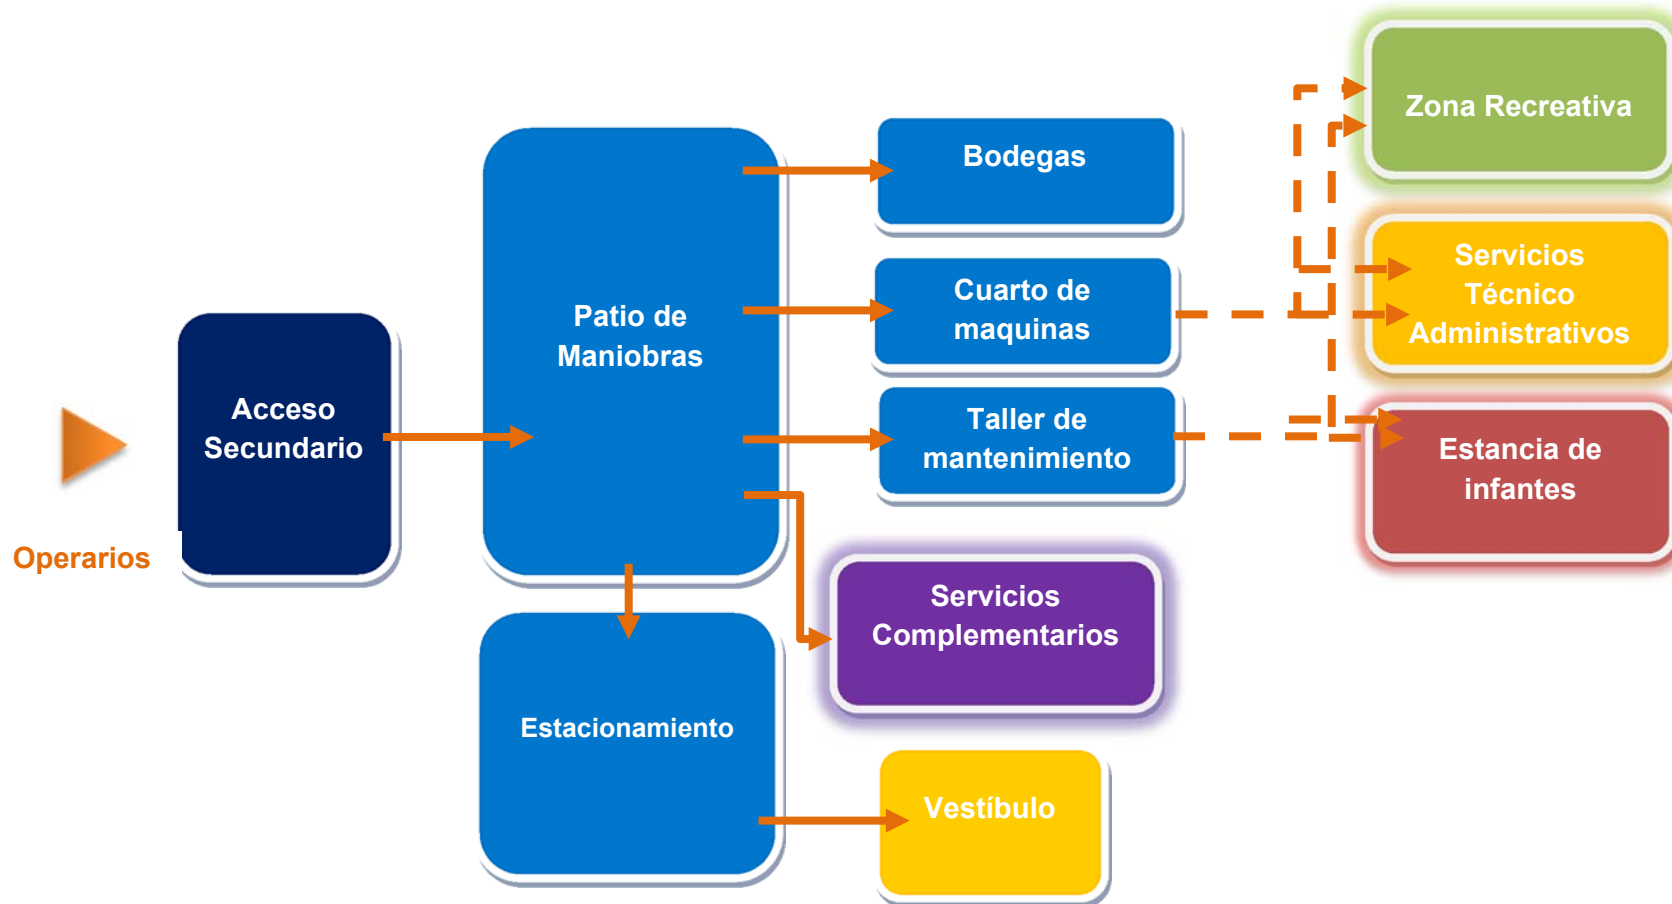 Operarios
Acceso
Secundario
Patio de
Maniobras
Estacionamiento
Bodegas
Cuarto de
maquinas
Taller de
mantenimiento
Servicios
Complementarios
Vestíbulo
Zona Recreativa
Servicios
Técnico
Administrativos
Estancia de
infantes